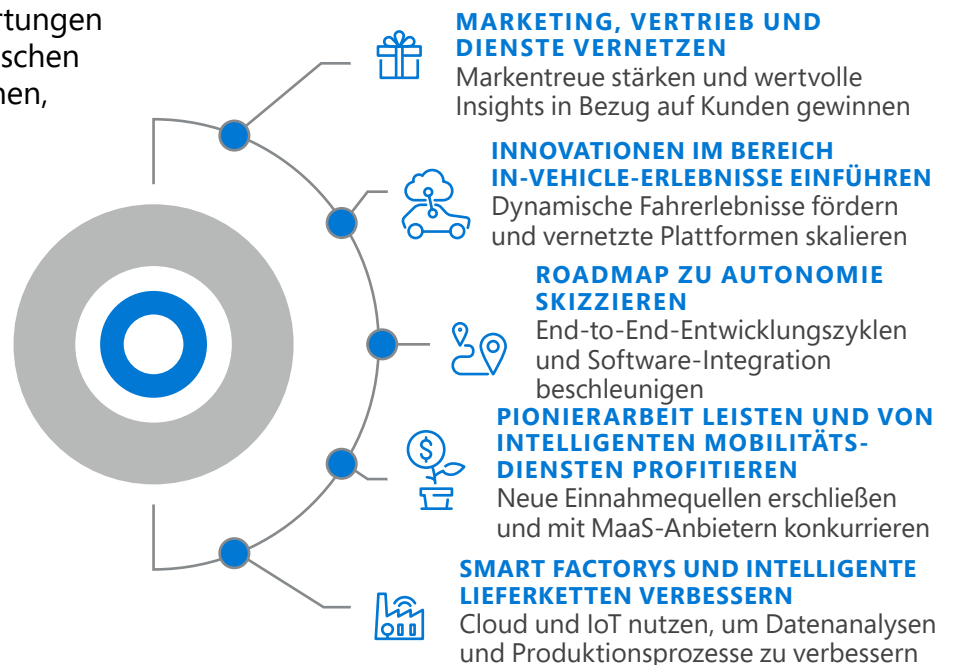 MARKETING, VERTRIEB UND
DIENSTE VERNETZEN
Markentreue stärken und wertvolle
Insights in Bezug auf Kunden gewinnen
INNOVATIONEN IM BEREICH
IN-VEHICLE-ERLEBNISSE EINFÜHREN
Dynamische Fahrerlebnisse fördern
und vernetzte Plattformen skalieren
ROADMAP ZU AUTONOMIE
SKIZZIEREN
End-to-End-Entwicklungszyklen
und Software-Integration
beschleunigen
PIONIERARBEIT LEISTEN UND VON
INTELLIGENTEN MOBILITÄTS-
DIENSTEN PROFITIEREN
Neue Einnahmequellen erschließen
und mit MaaS-Anbietern konkurrieren
SMART FACTORYS UND INTELLIGENTE
LIEFERKETTEN VERBESSERN
Cloud und IoT nutzen, um Datenanalysen
und Produktionsprozesse zu verbessern
$